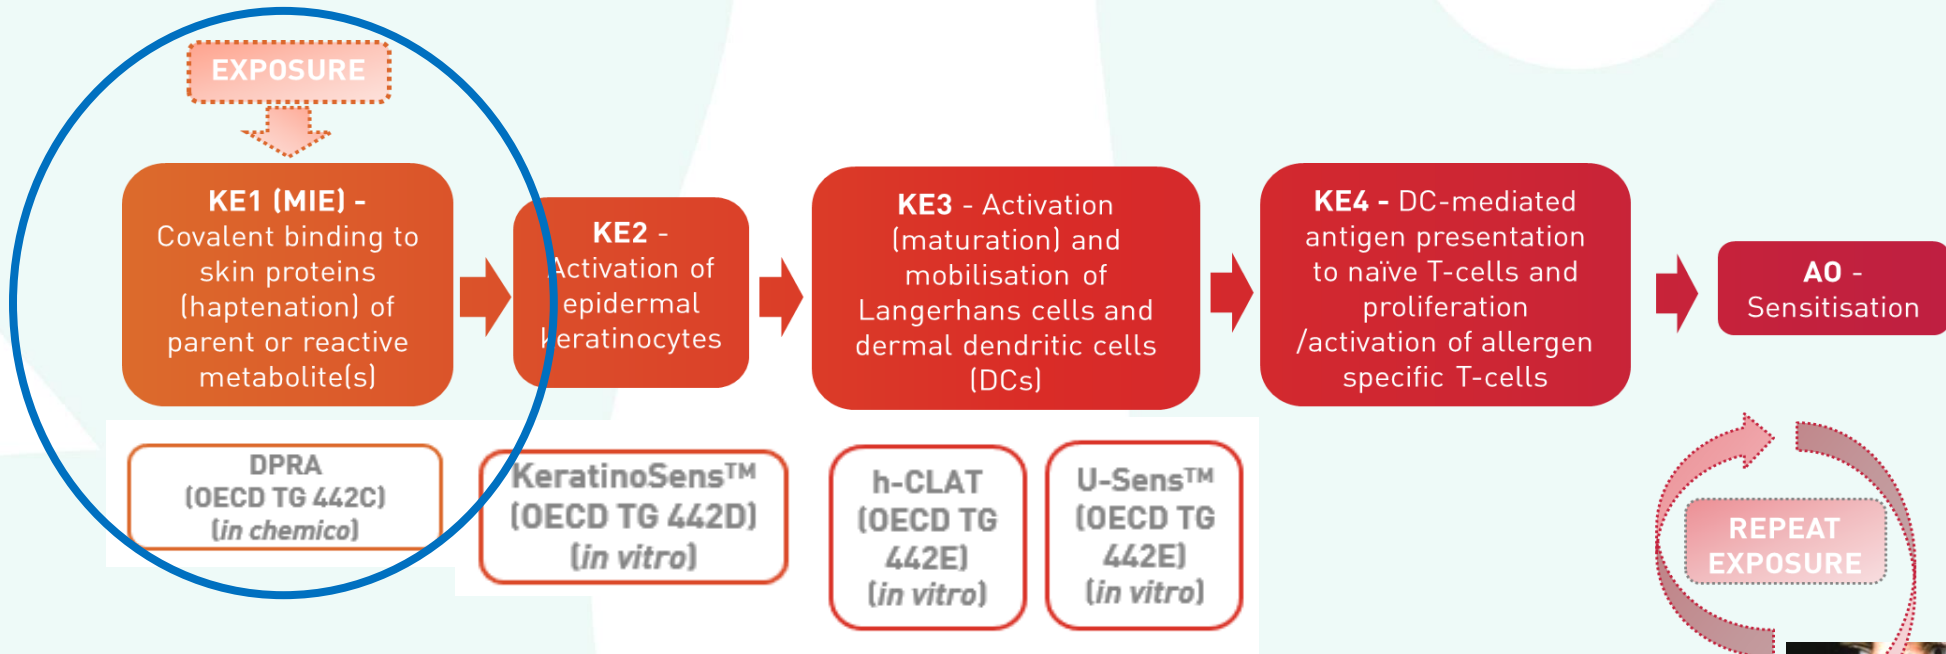 EXPOSURE
KE1 (MIE) -
Covalent binding to
skin proteins
(haptenation) of
parent or reactive
metabolite(s)
KE2 -
Activation of
epidermal
keratinocytes
KE3 - Activation
(maturation) and
mobilisation of
Langerhans cells and
dermal dendritic cells
(DCs)
KE4 - DC-mediated
antigen presentation
to naïve T-cells and
proliferation
/activation of allergen
specific T-cells
AO -
Sensitisation
DPRA
(OECD TG 442C)
(in chemico)
KeratinoSens™
(OECD TG 442D)
(in vitro)
h-CLAT
(OECD TG
442E)
(in vitro)
U-Sens™
(OECD TG
442E)
(in vitro)
REPEAT
EXPOSURE